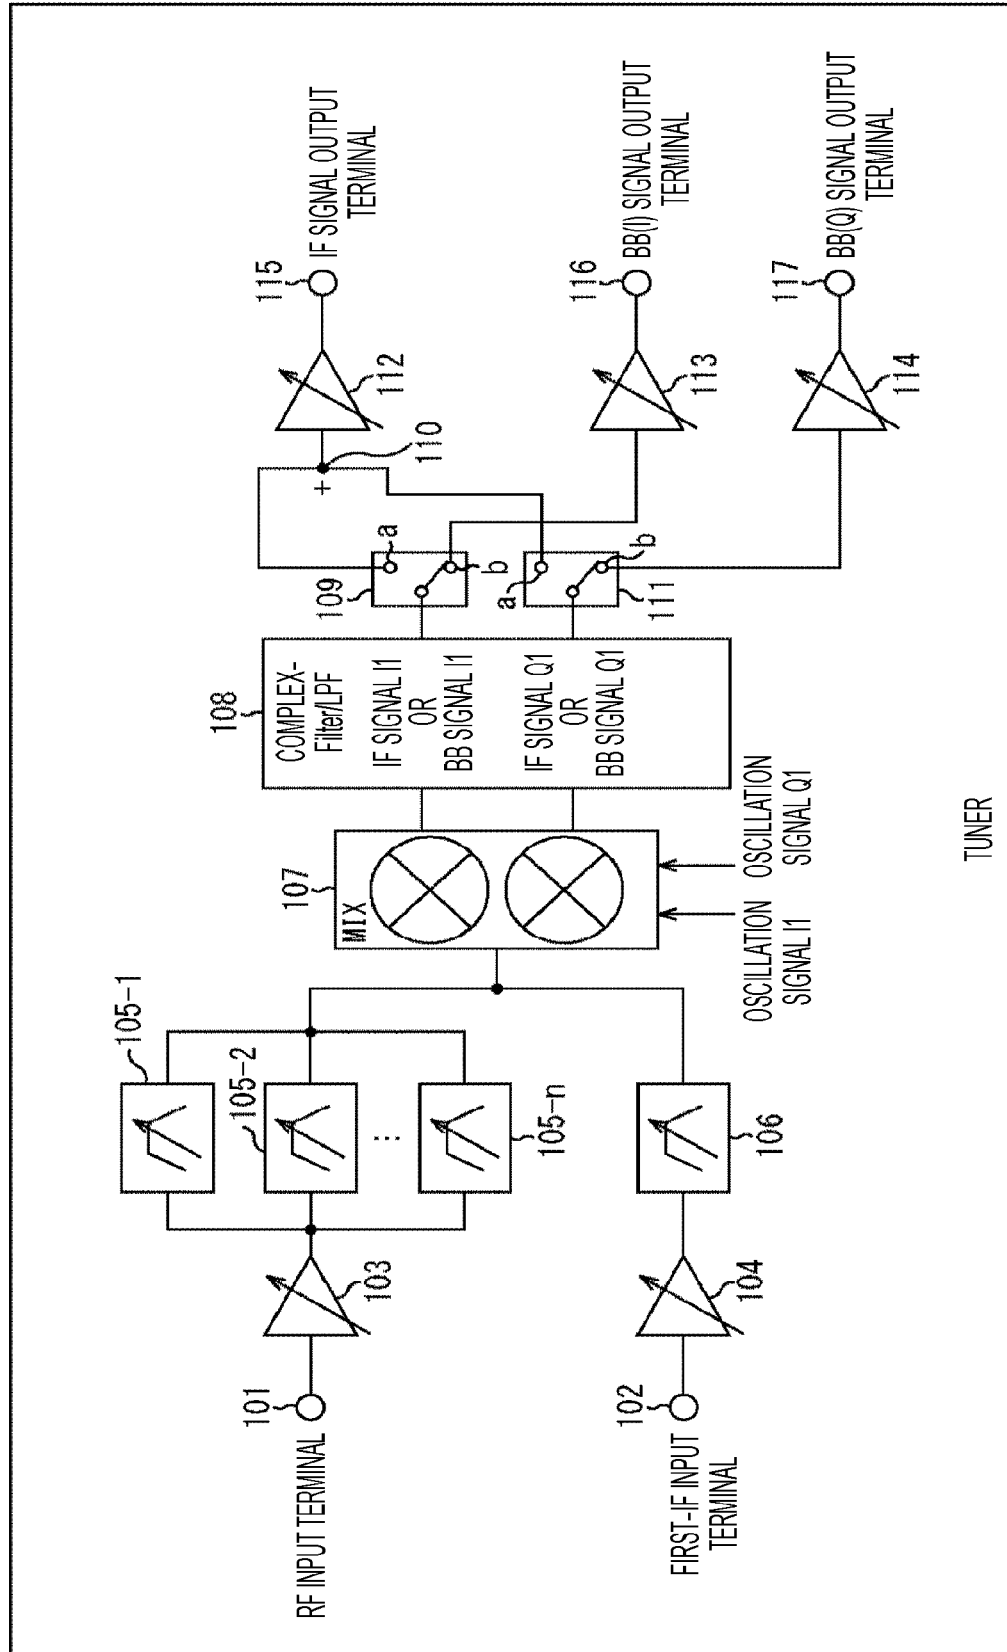 RF INPUT TERMINAL
101
103
105-1
105-2
...
105-n
FIRST-IF INPUT
TERMINAL
102
104
106
107
MIX
OSCILLATION
SIGNAL I1
OSCILLATION
SIGNAL Q1
108
COMPLEX-
Filter/LPF
IF SIGNAL I1
OR
BB SIGNAL I1
IF SIGNAL Q1
OR
BB SIGNAL Q1
109
a
b
111
a
b
+
110
112
115
IF SIGNAL OUTPUT
TERMINAL
113
116
BB(I) SIGNAL OUTPUT
TERMINAL
114
117
BB(Q) SIGNAL OUTPUT
TERMINAL
TUNER